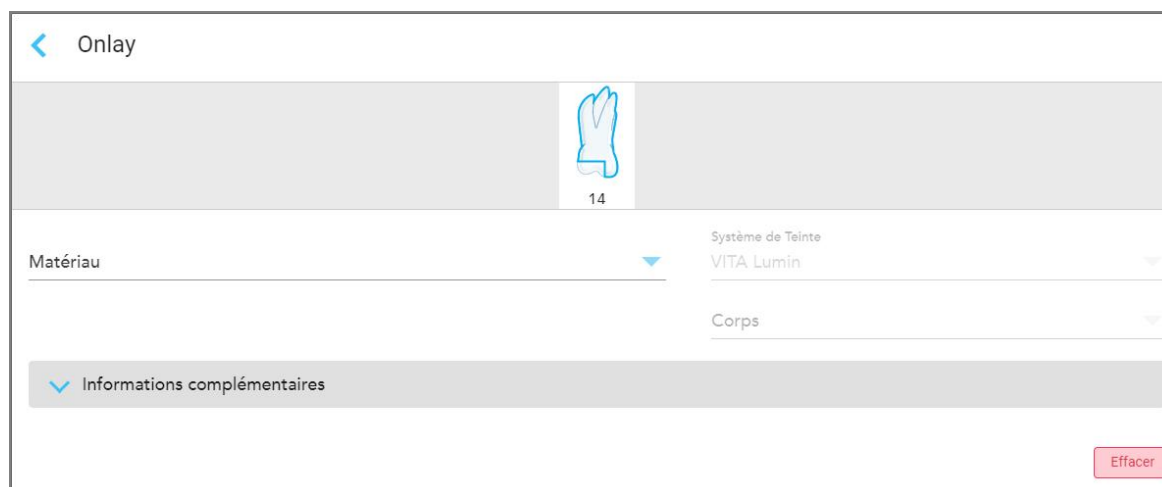 Onlay
14
Matériau
Système de Teinte
VITA Lumin
Corps
Informations complémentaires
Effacer